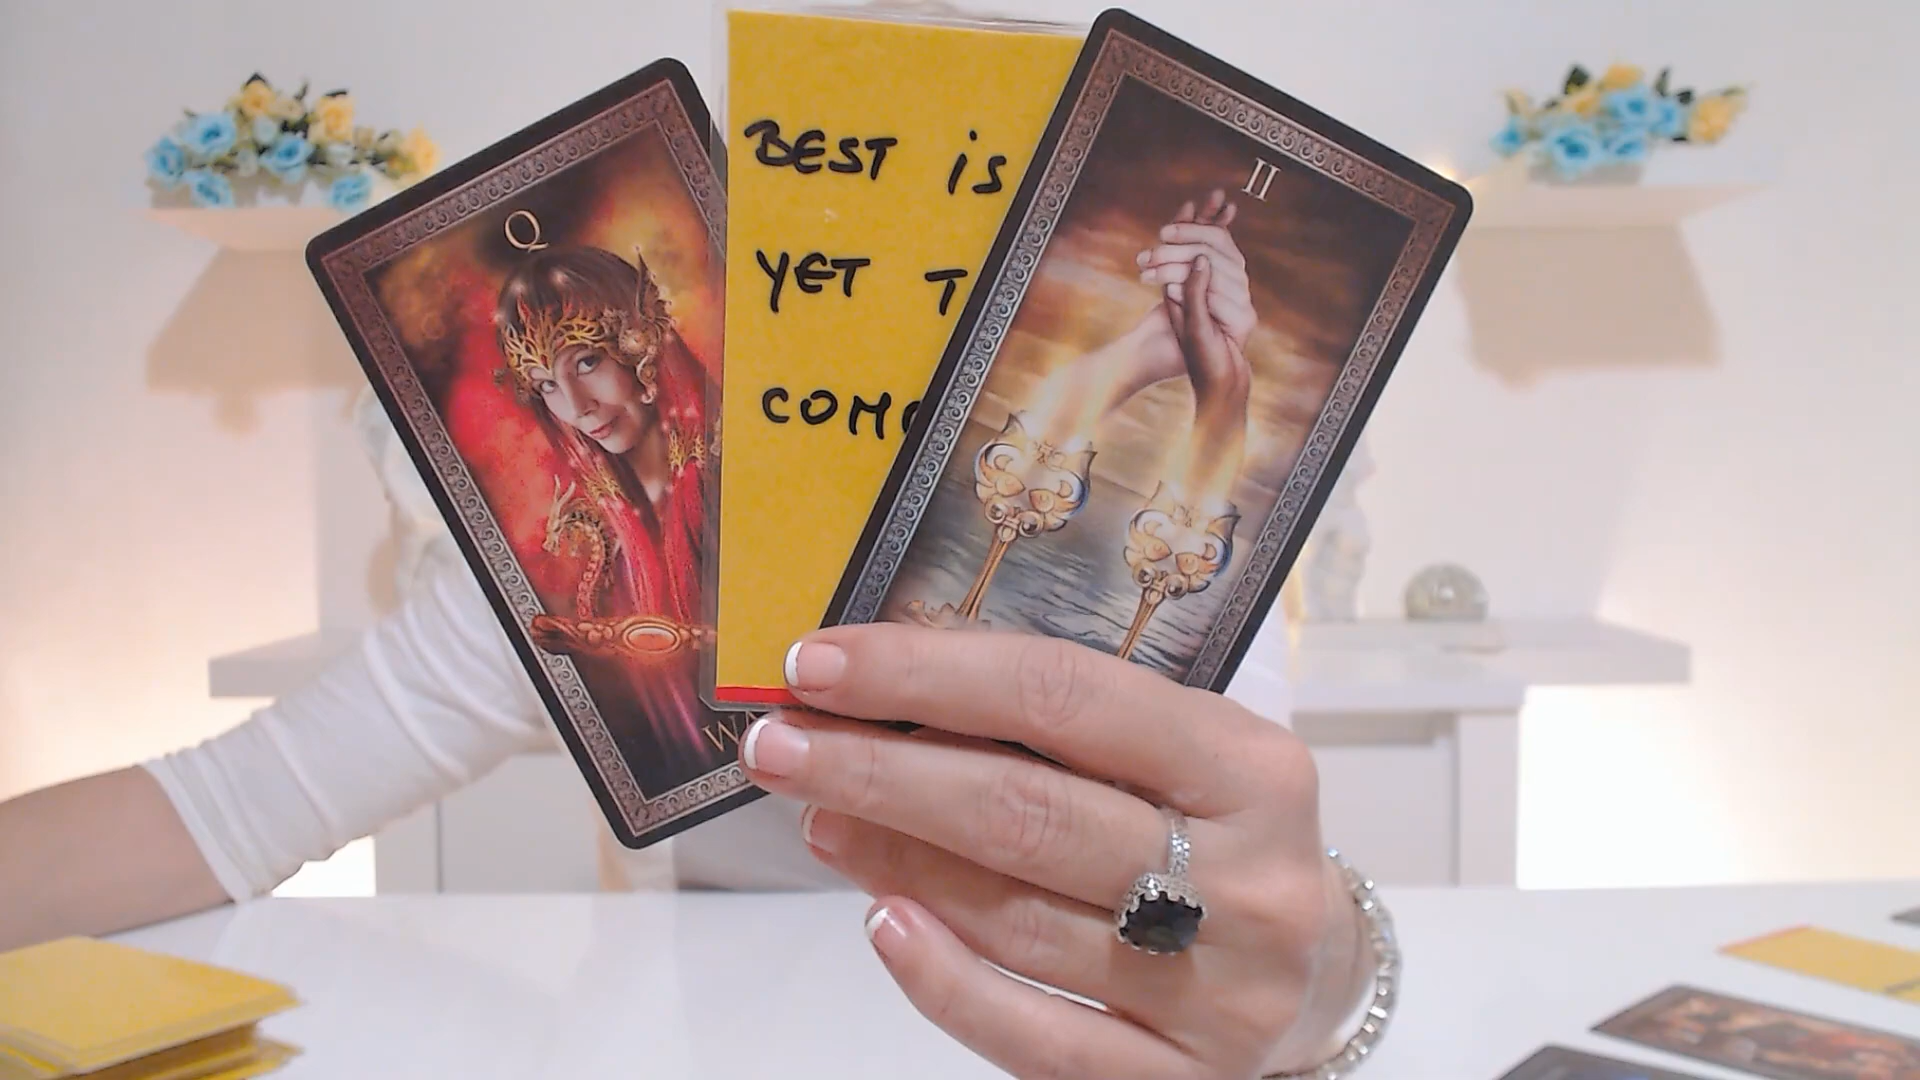 Q
BEST is
YET T
COM
II